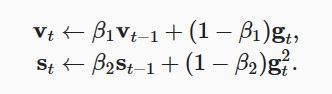 𝐯ₜ ← β₁𝐯ₜ₋₁ + (1 − β₁)𝐠ₜ,
𝐬ₜ ← β₂𝐬ₜ₋₁ + (1 − β₂)𝐠ₜ².